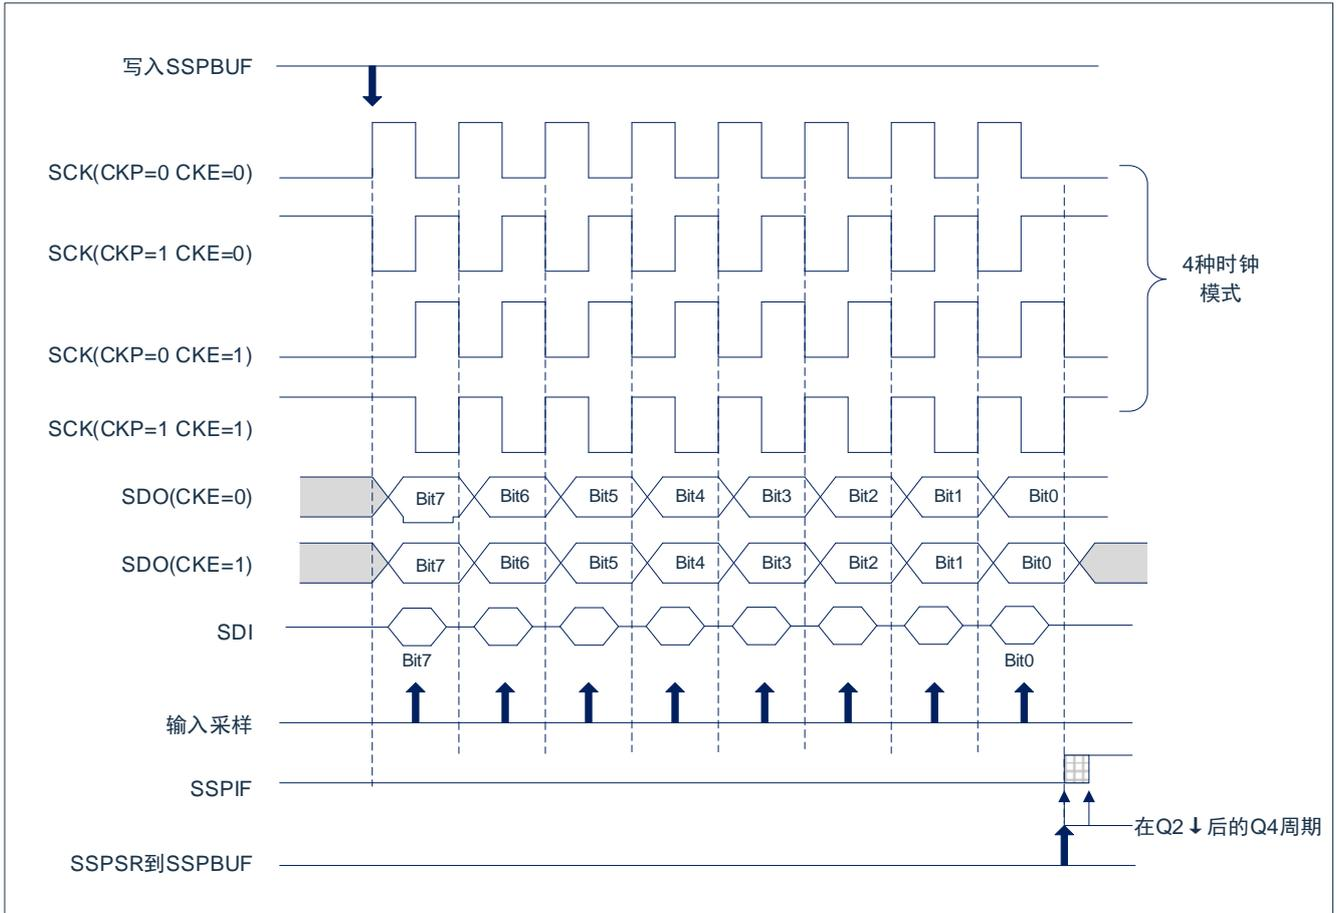 写入SSPBUF
SCK(CKP=0 CKE=0)
SCK(CKP=1 CKE=0)
4种时钟
模式
SCK(CKP=0 CKE=1)
SCK(CKP=1 CKE=1)
SDO(CKE=0)
Bit7 Bit6 Bit5 Bit4 Bit3 Bit2 Bit1 Bit0
SDO(CKE=1)
Bit7 Bit6 Bit5 Bit4 Bit3 Bit2 Bit1 Bit0
SDI
Bit7 Bit0
输入采样
SSPIF
在Q2↓后的Q4周期
SSPSR到SSPBUF